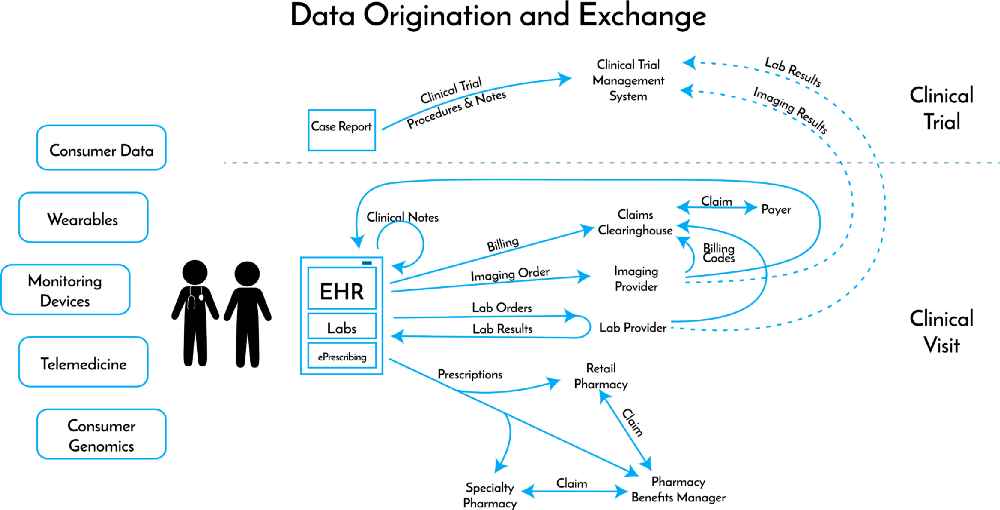 Data Origination and Exchange
Clinical Trial
Procedures & Notes
Clinical Trial
Management
System
Lab Results
Imaging Results
Clinical
Trial
Case Report
Consumer Data
Wearables
Monitoring
Devices
Telemedicine
Consumer
Genomics
Clinical Notes
Billing
Claims
Clearinghouse
Claim
Payer
Billing
Codes
Imaging Order
Imaging
Provider
EHR
Labs
ePrescribing
Lab Orders
Lab Results
Lab Provider
Clinical
Visit
Prescriptions
Retail
Pharmacy
Claim
Specialty
Pharmacy
Claim
Pharmacy
Benefits Manager